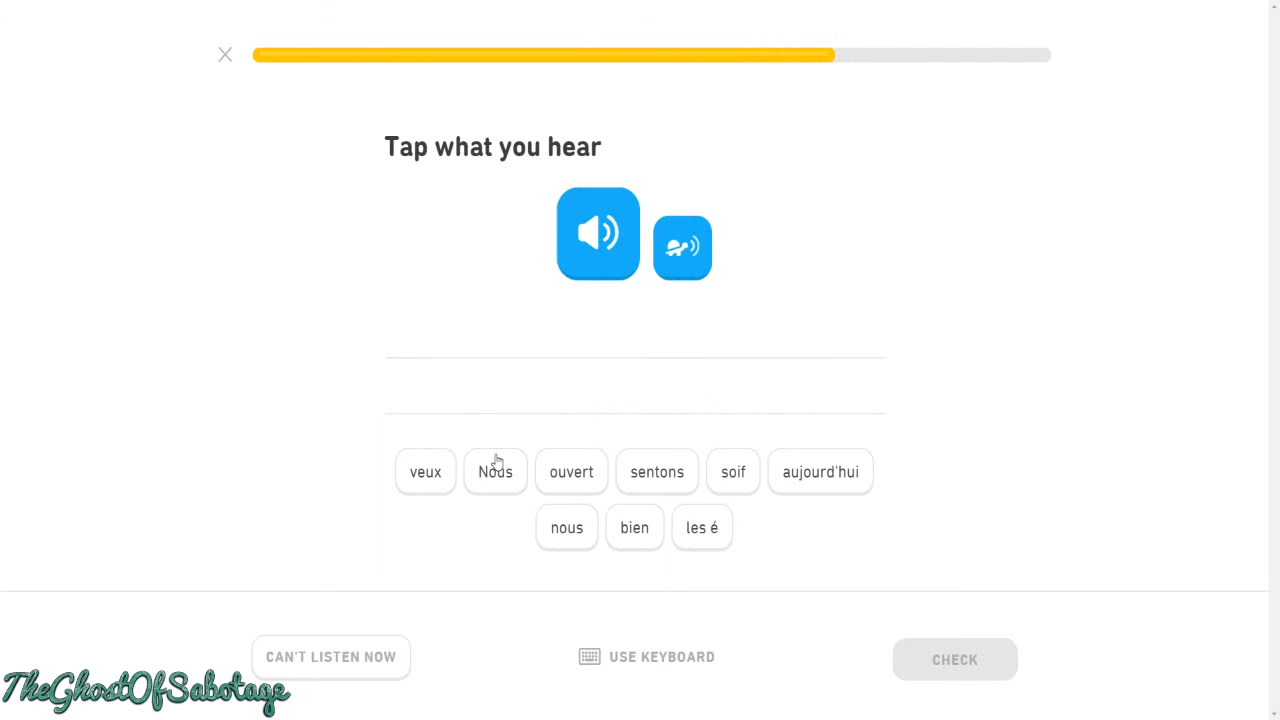 Tap what you hear
veux Nous ouvert sentons soif aujourd'hui
nous bien les é
CAN'T LISTEN NOW USE KEYBOARD CHECK
TheGhostOfSabotage